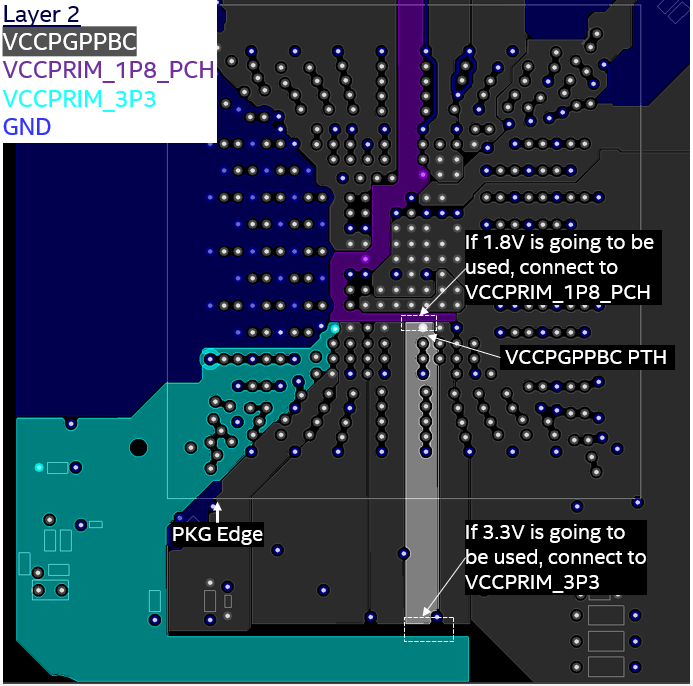 Layer 2
VCCPGPPBC
VCCPRIM_1P8_PCH
VCCPRIM_3P3
GND
If 1.8V is going to be
used, connect to
VCCPRIM_1P8_PCH
VCCPGPPBC PTH
PKG Edge
If 3.3V is going to
be used, connect to
VCCPRIM_3P3